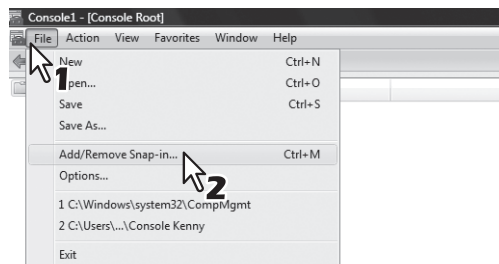 Console1 - [Console Root]
File Action View Favorites Window Help
1
New Ctrl+N
Open... Ctrl+O
Save Ctrl+S
Save As...
Add/Remove Snap-in... Ctrl+M
2
Options...
1 C:\Windows\system32\CompMgmt
2 C:\Users\...\Console Kenny
Exit